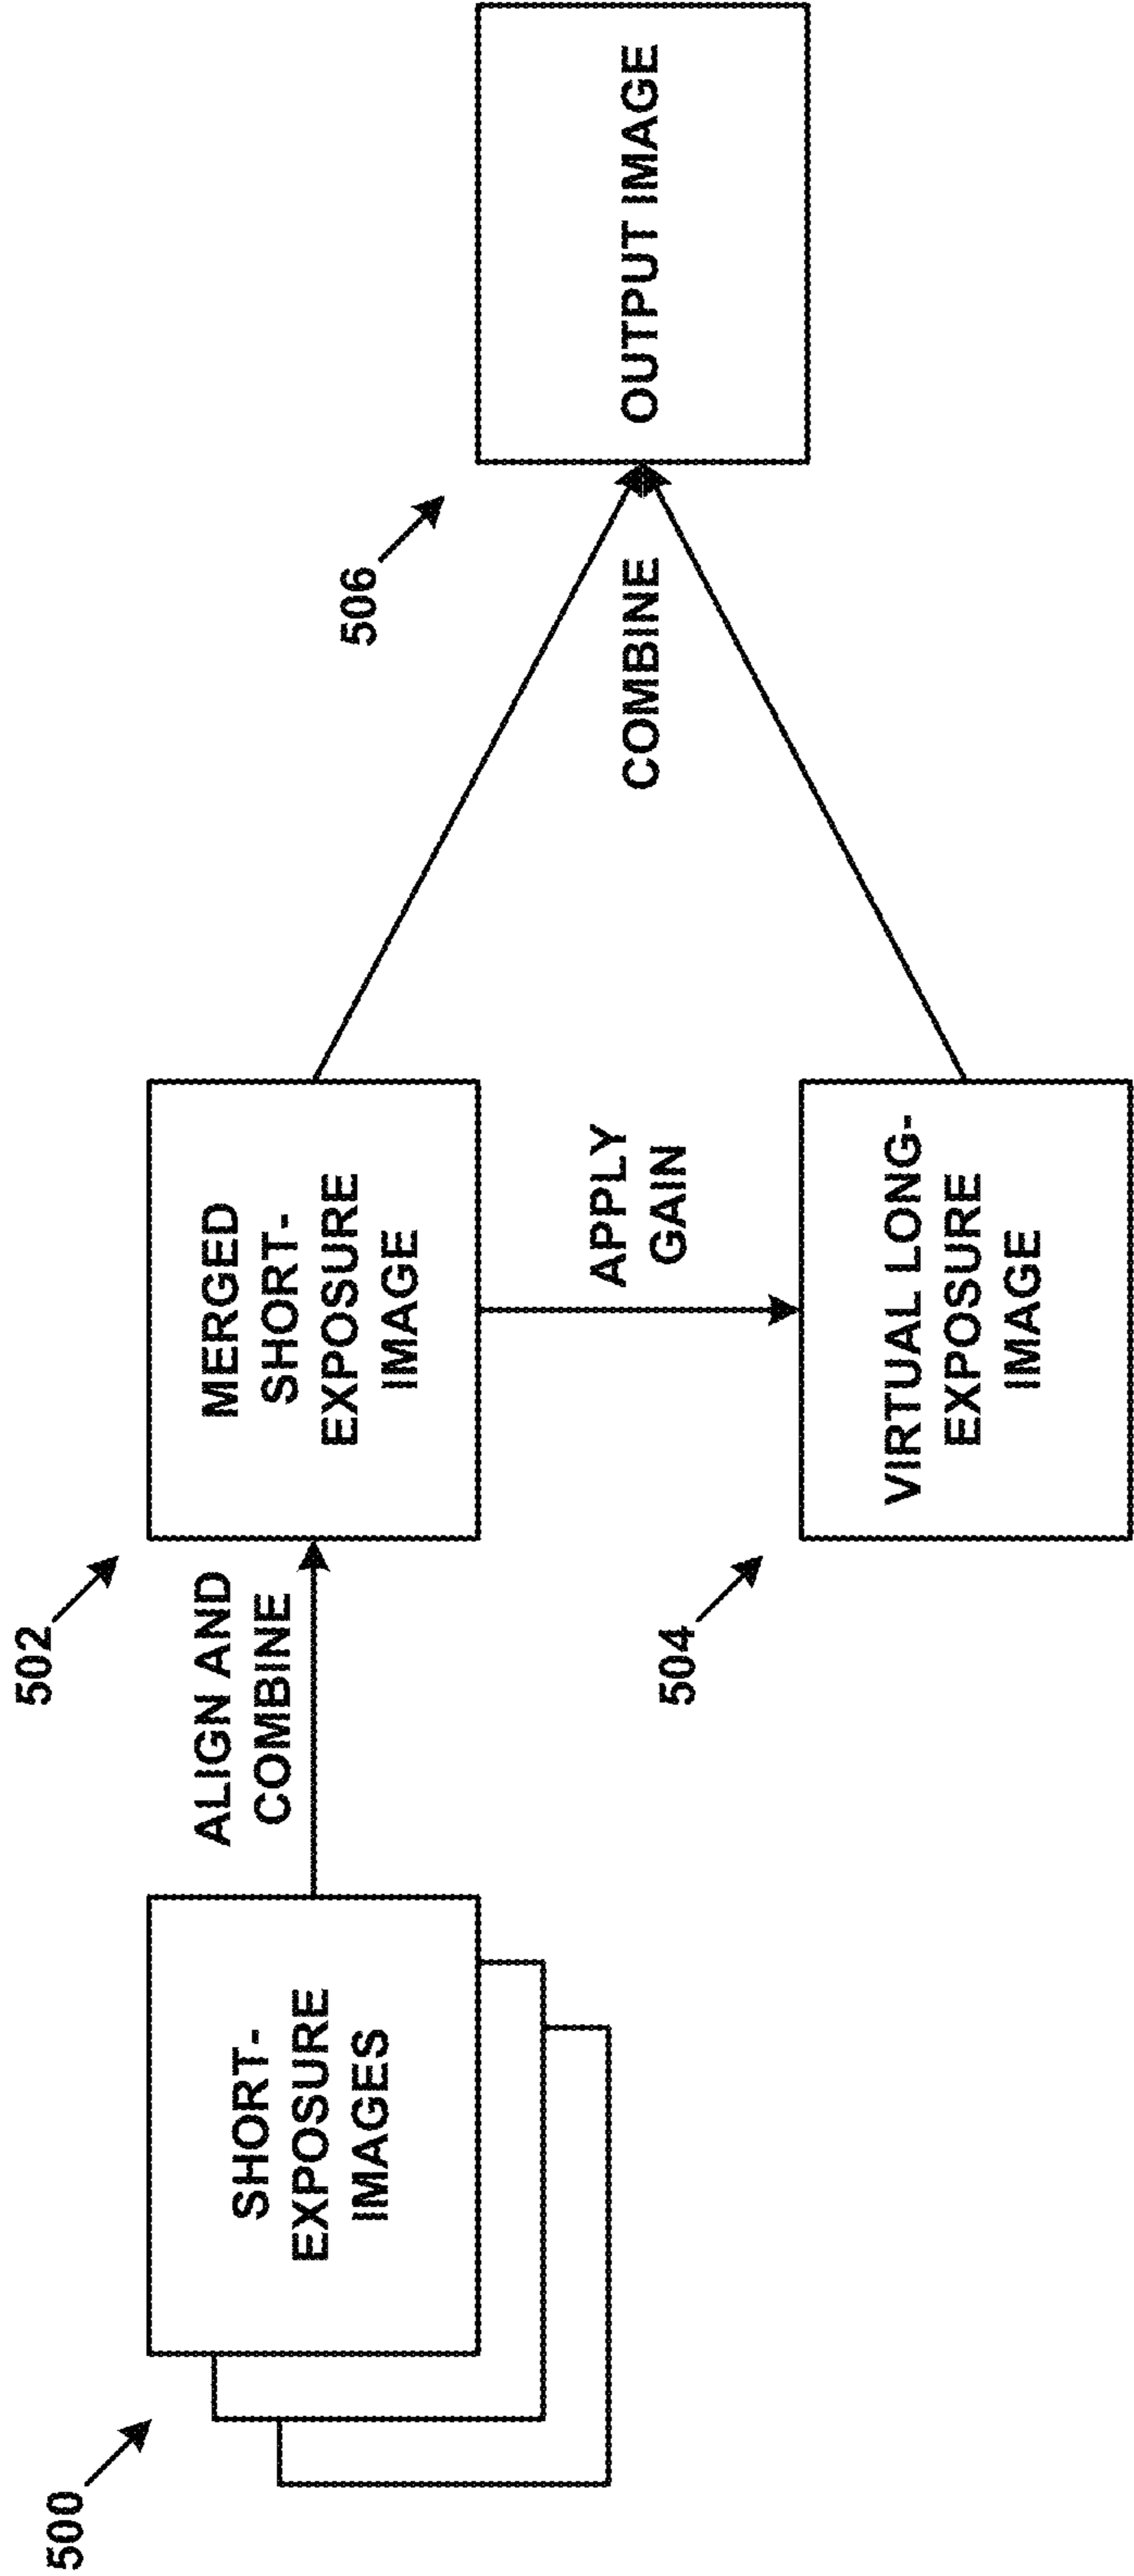 500
SHORT-
EXPOSURE
IMAGES
ALIGN AND
COMBINE
502
MERGED
SHORT-
EXPOSURE
IMAGE
APPLY
GAIN
504
VIRTUAL LONG-
EXPOSURE
IMAGE
COMBINE
506
OUTPUT IMAGE